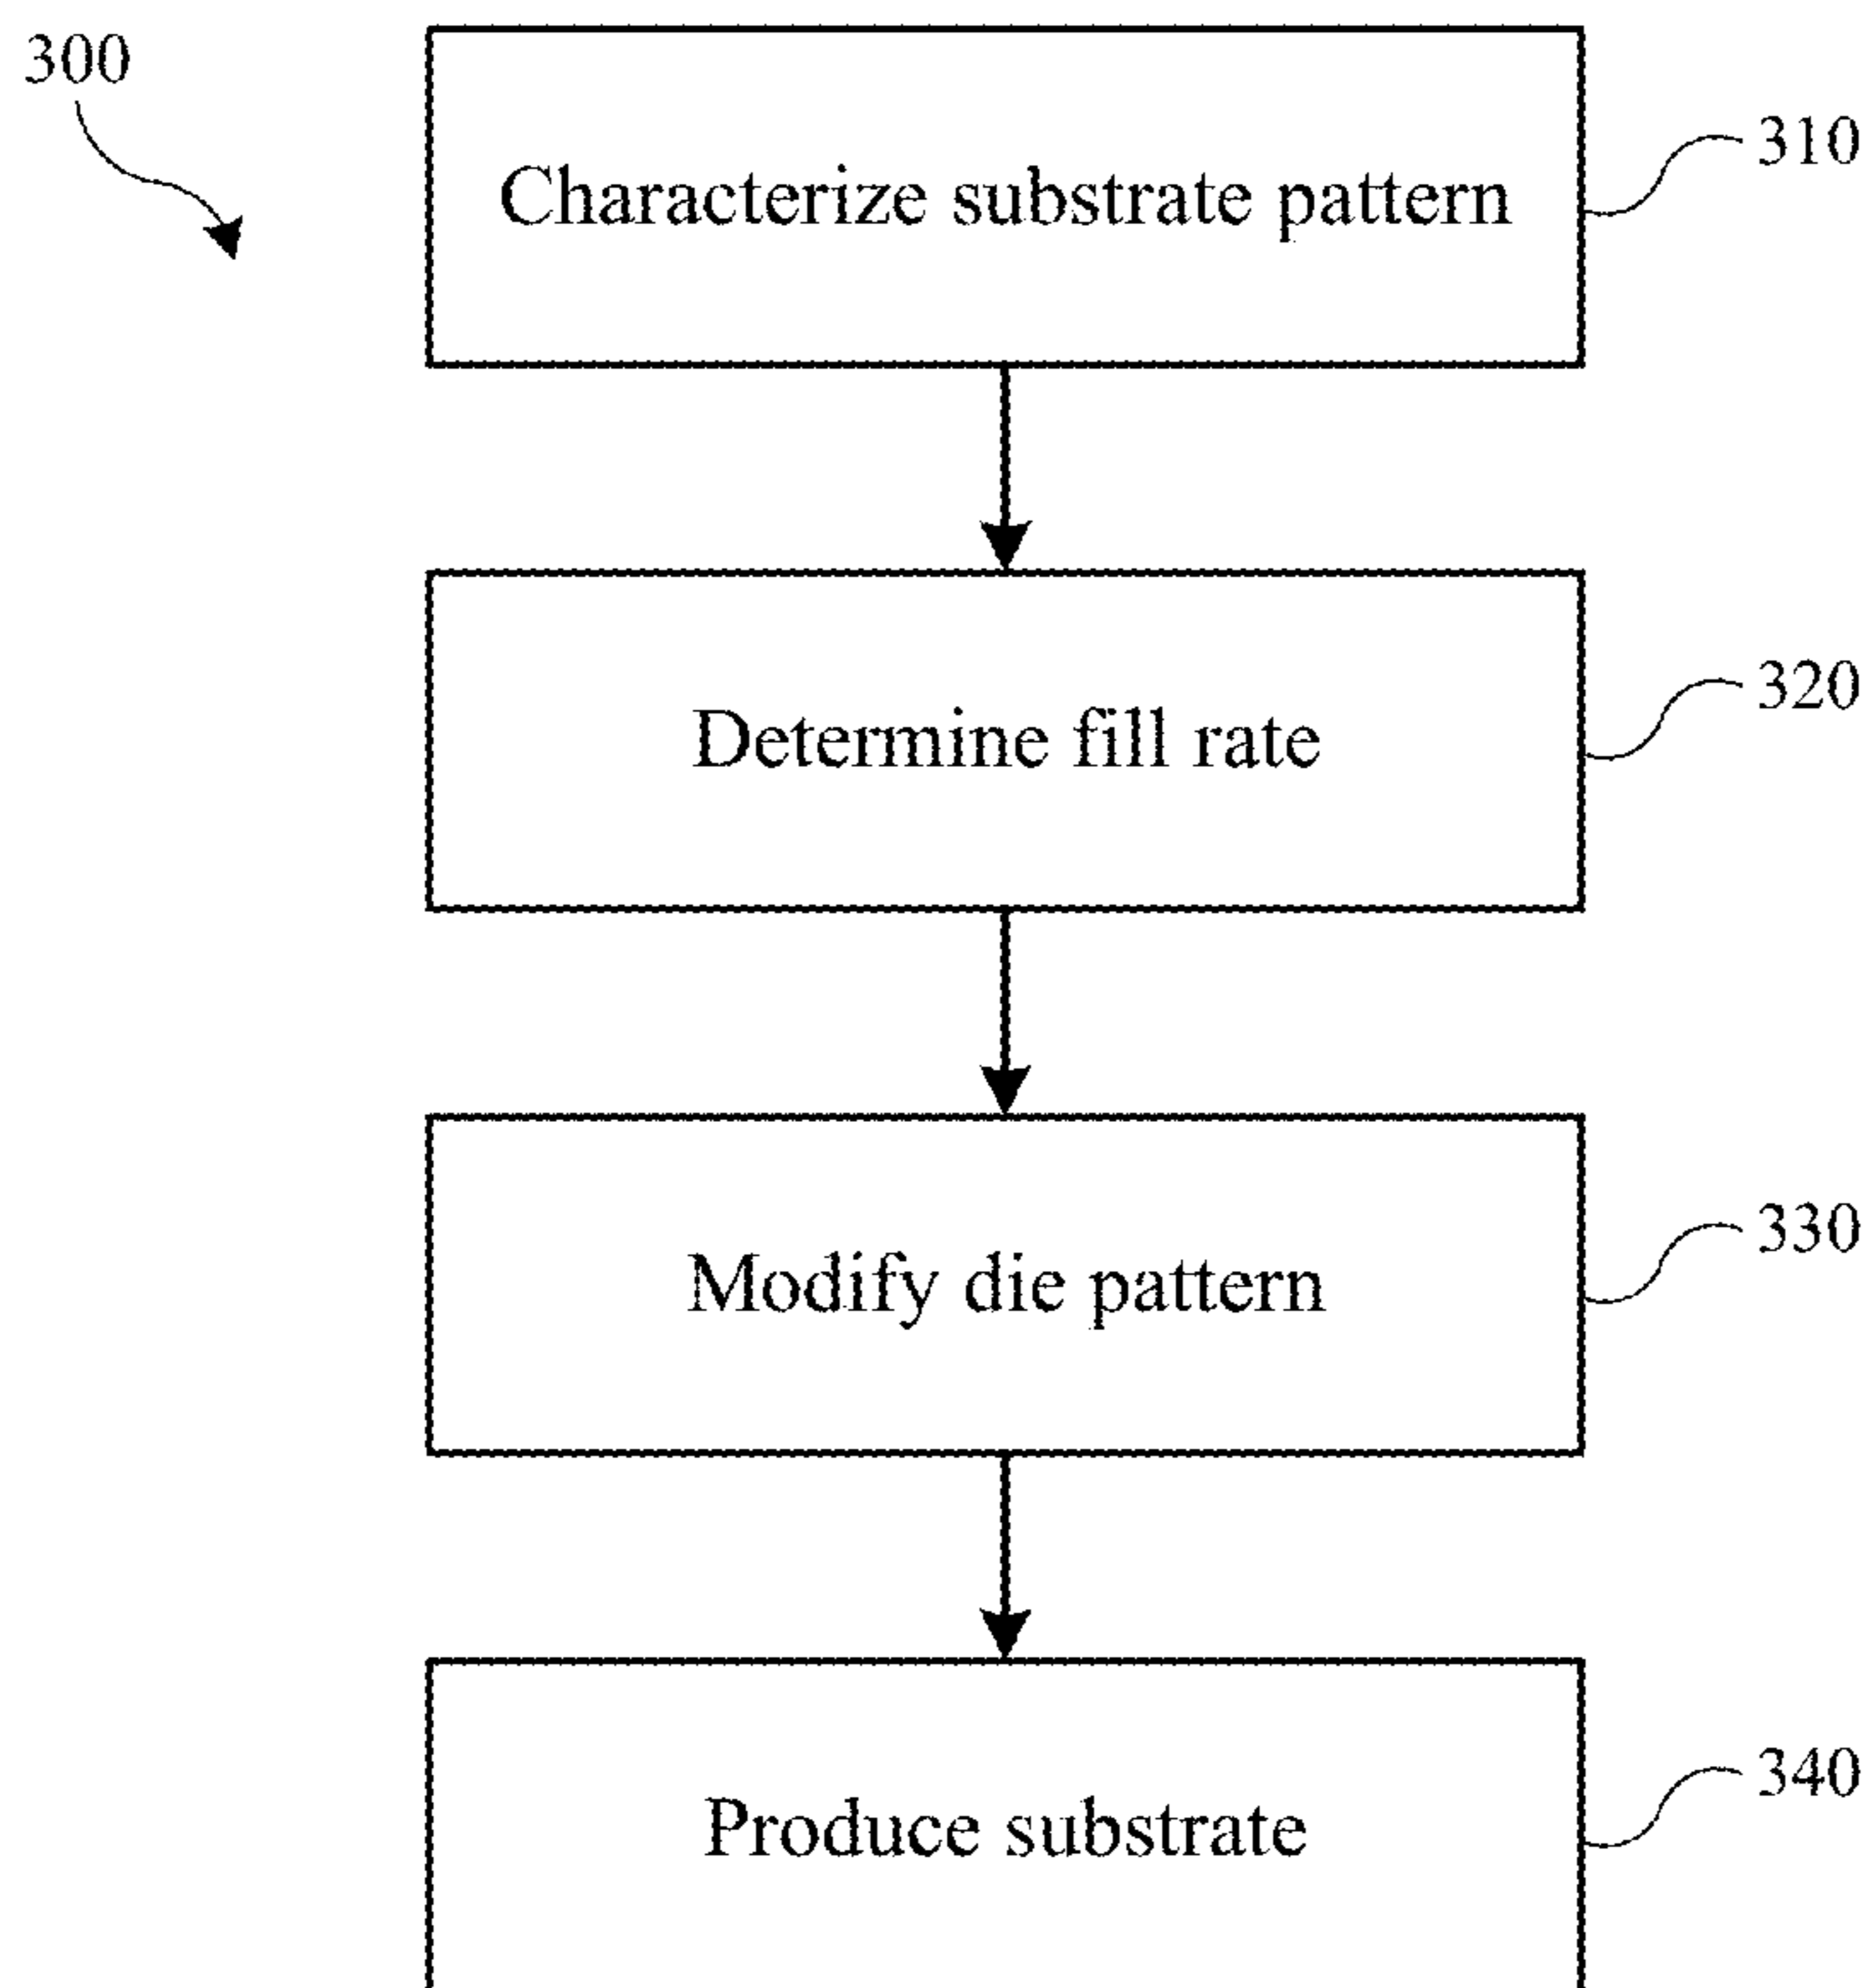 300
Characterize substrate pattern
310
Determine fill rate
320
Modify die pattern
330
Produce substrate
340